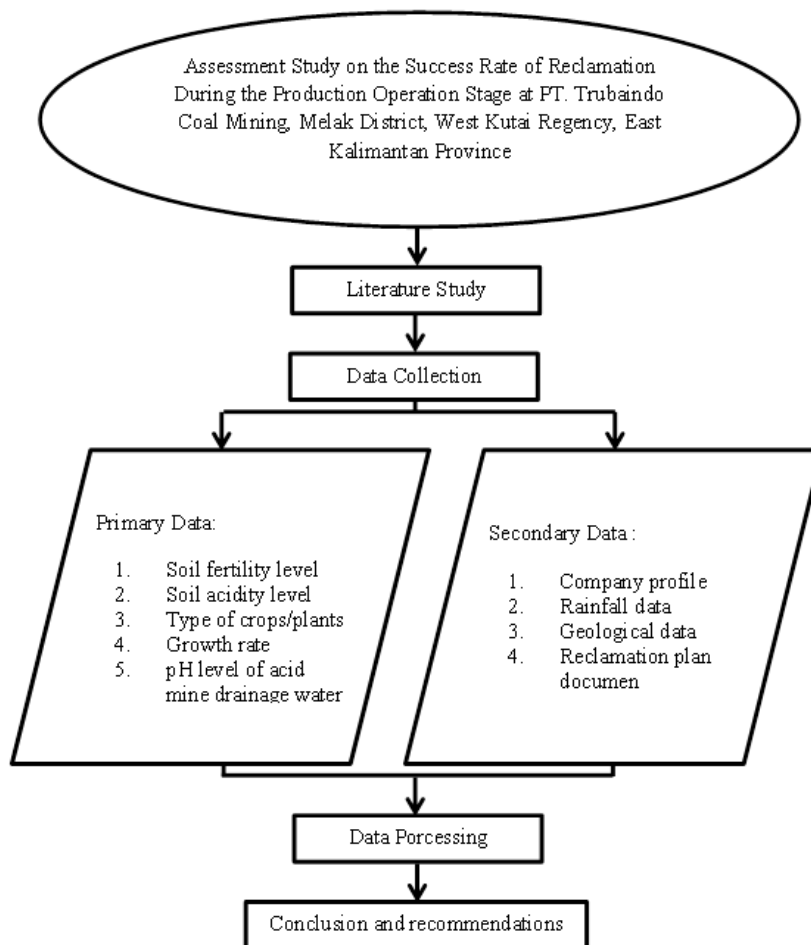 Assessment Study on the Success Rate of Reclamation
During the Production Operation Stage at PT. Trubaindo
Coal Mining, Melak District, West Kutai Regency, East
Kalimantan Province
Literature Study
Data Collection
Primary Data:
1. Soil fertility level
2. Soil acidity level
3. Type of crops/plants
4. Growth rate
5. pH level of acid
mine drainage water
Secondary Data :
1. Company profile
2. Rainfall data
3. Geological data
4. Reclamation plan
documen
Data Porcessing
Conclusion and recommendations